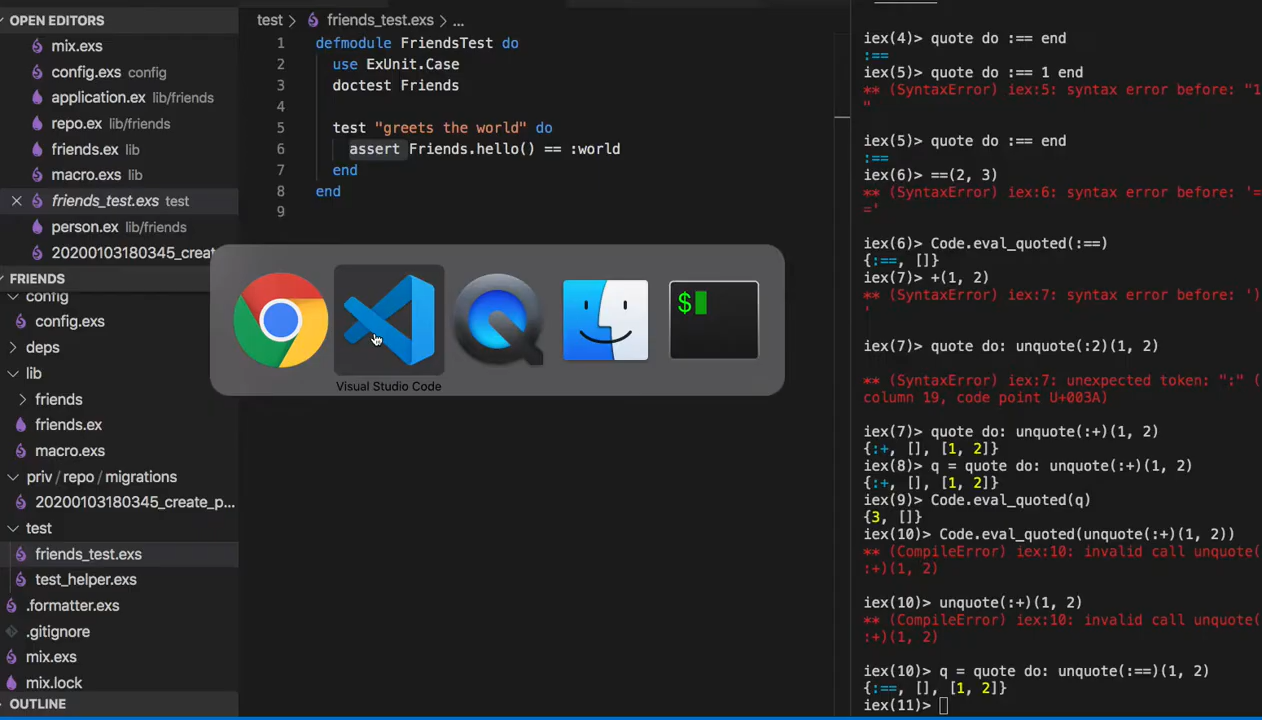 OPEN EDITORS
mix.exs
config.exs config
application.ex lib/friends
repo.ex lib/friends
friends.ex lib
macro.exs lib
friends_test.exs test
person.ex lib/friends
20200103180345_creat
FRIENDS
config
config.exs
deps
lib
friends
friends.ex
macro.exs
priv / repo / migrations
20200103180345_create_p...
test
friends_test.exs
test_helper.exs
.formatter.exs
.gitignore
mix.exs
mix.lock
OUTLINE
test > friends_test.exs > ...
1 defmodule FriendsTest do
2 use ExUnit.Case
3 doctest Friends
4
5 test "greets the world" do
6 assert Friends.hello() == :world
7 end
8 end
9
$
Visual Studio Code
iex(4)> quote do :== end
:==
iex(5)> quote do :== 1 end
** (SyntaxError) iex:5: syntax error before: "1
"
iex(5)> quote do :== end
:==
iex(6)> ==(2, 3)
** (SyntaxError) iex:6: syntax error before: '=
='
iex(6)> Code.eval_quoted(:==)
{:==, []}
iex(7)> +(1, 2)
** (SyntaxError) iex:7: syntax error before: ')
'
iex(7)> quote do: unquote(:2)(1, 2)
** (SyntaxError) iex:7: unexpected token: ":" (
column 19, code point U+003A)
iex(7)> quote do: unquote(:+)(1, 2)
{:+, [], [1, 2]}
iex(8)> q = quote do: unquote(:+)(1, 2)
{:+, [], [1, 2]}
iex(9)> Code.eval_quoted(q)
{3, []}
iex(10)> Code.eval_quoted(unquote(:+)(1, 2))
** (CompileError) iex:10: invalid call unquote(
:+)(1, 2)
iex(10)> unquote(:+)(1, 2)
** (CompileError) iex:10: invalid call unquote(
:+)(1, 2)
iex(10)> q = quote do: unquote(:==)(1, 2)
{:==, [], [1, 2]}
iex(11)>